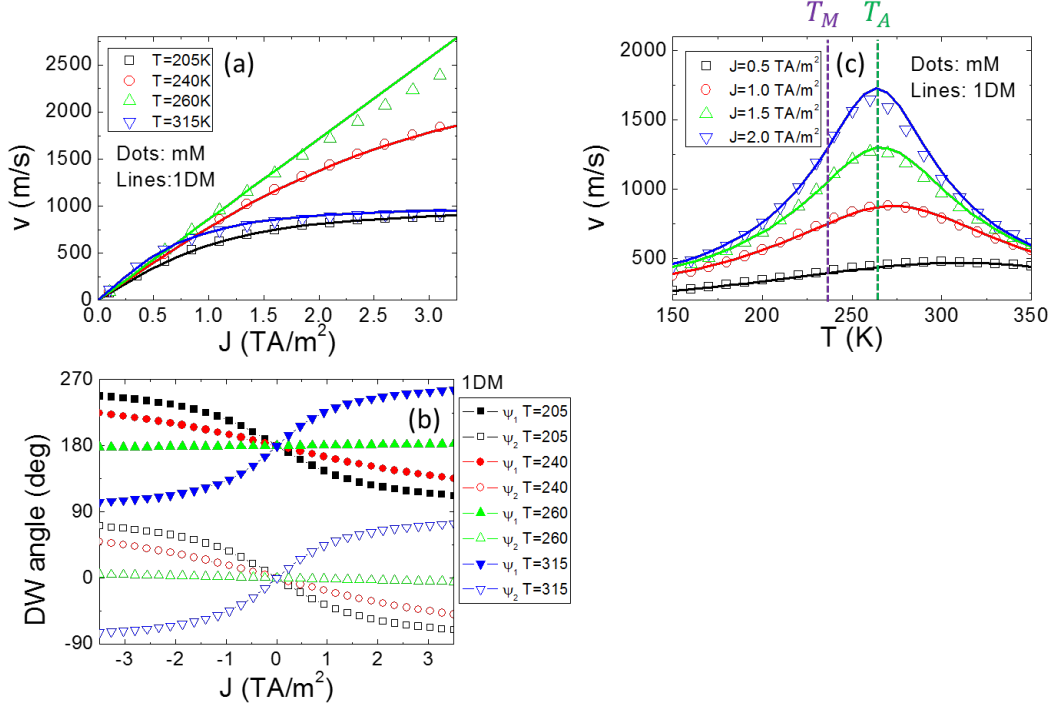 (a)
T=205K
T=240K
T=260K
T=315K
Dots: mM
Lines:1DM
v (m/s)
2500
2000
1500
1000
500
0
0.0 0.5 1.0 1.5 2.0 2.5 3.0
J (TA/m²)
T_M T_A
(c)
J=0.5 TA/m²
J=1.0 TA/m²
J=1.5 TA/m²
J=2.0 TA/m²
Dots: mM
Lines: 1DM
v (m/s)
2000
1500
1000
500
150 200 250 300 350
T (K)
(b)
DW angle (deg)
270
180
90
0
-90
-3 -2 -1 0 1 2 3
J (TA/m²)
1DM
ψ₁ T=205
ψ₂ T=205
ψ₁ T=240
ψ₂ T=240
ψ₁ T=260
ψ₂ T=260
ψ₁ T=315
ψ₂ T=315